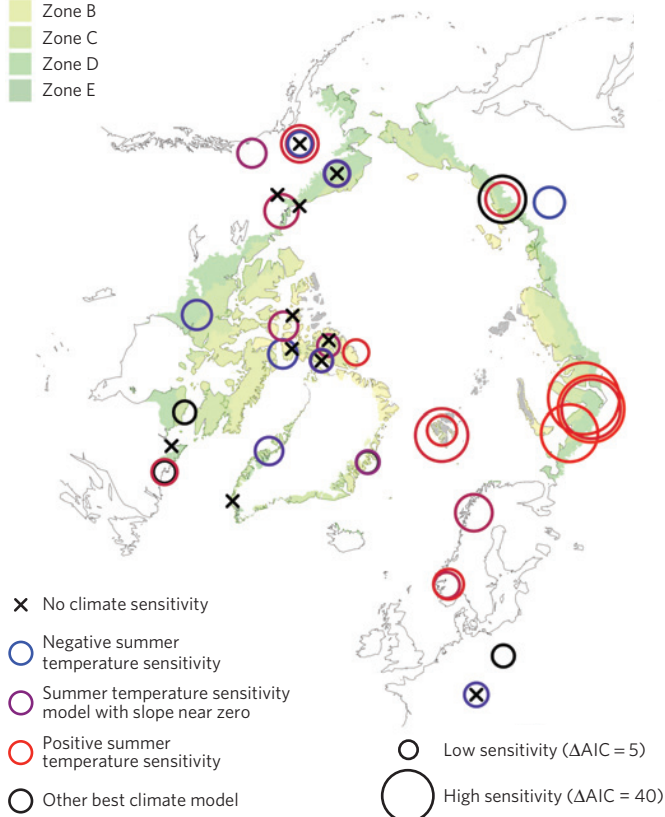 Zone B
Zone C
Zone D
Zone E
No climate sensitivity
Negative summer
temperature sensitivity
Summer temperature sensitivity
model with slope near zero
Positive summer
temperature sensitivity
Other best climate model
Low sensitivity (ΔAIC = 5)
High sensitivity (ΔAIC = 40)